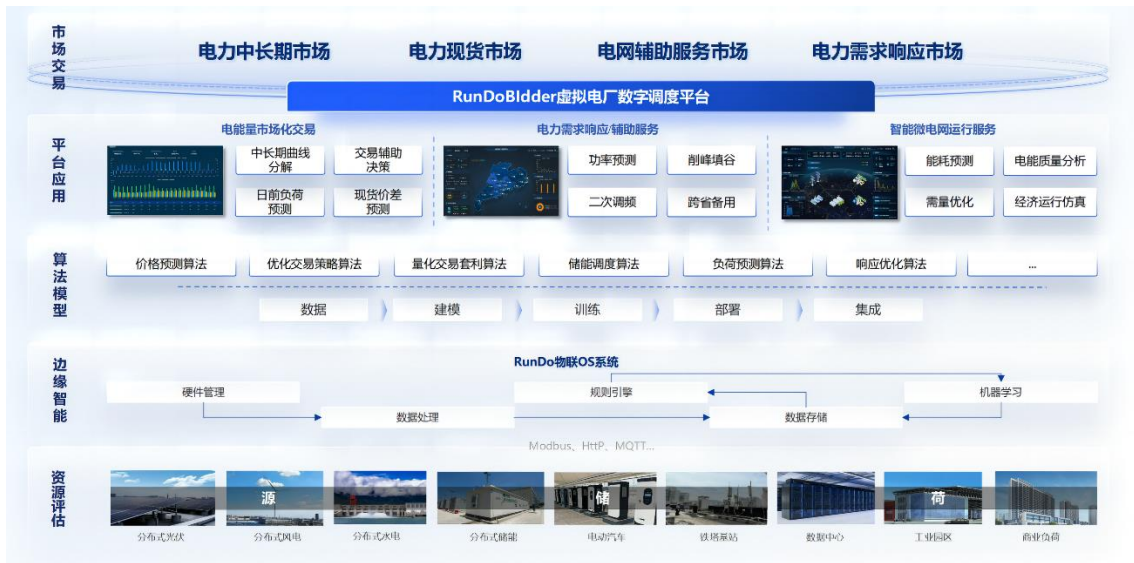 市场交易
电力中长期市场 电力现货市场 电网辅助服务市场 电力需求响应市场
RunDoBIdder虚拟电厂数字调度平台
平台应用
电能量市场化交易 电力需求响应/辅助服务 智能微电网运行服务
中长期曲线
分解
交易辅助
决策
日前负荷
预测
现货价差
预测
功率预测 削峰填谷
二次调频 跨省备用
能耗预测 电能质量分析
需量优化 经济运行仿真
算法模型
价格预测算法 优化交易策略算法 量化交易套利算法 储能调度算法 负荷预测算法 响应优化算法 ...
数据 建模 训练 部署 集成
边缘智能
RunDo物联OS系统
硬件管理 规则引擎 机器学习
数据处理 数据存储
Modbus、HttP、MQTT...
资源评估
源 储 荷
分布式光伏 分布式风电 分布式水电 分布式储能 电动汽车 铁塔基站 数据中心 工业园区 商业负荷